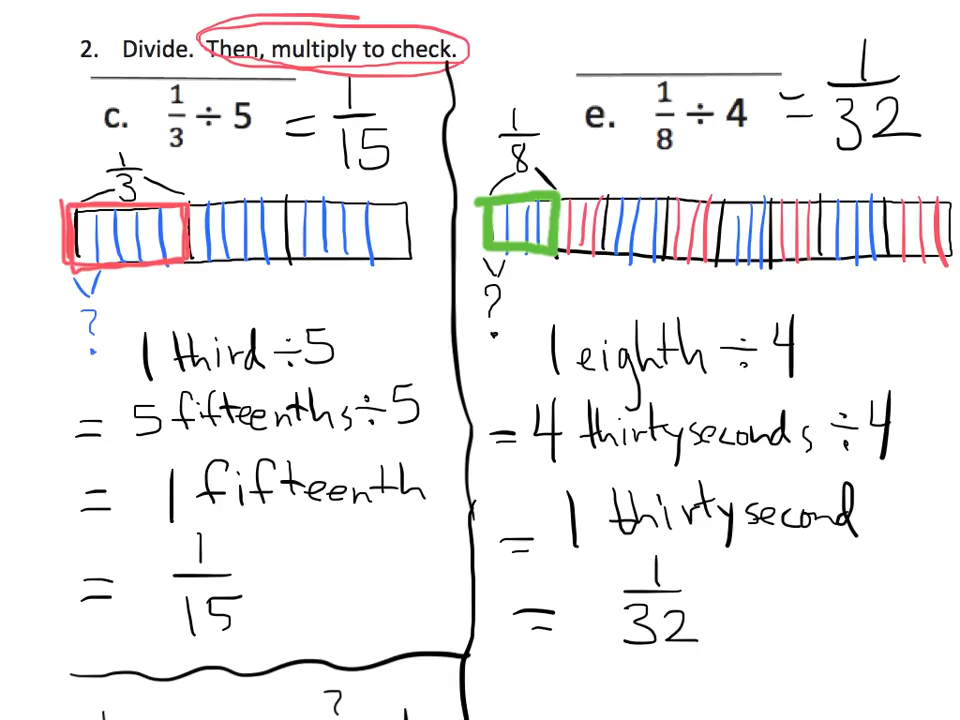 2. Divide. Then, multiply to check.
c. 1/3 ÷ 5 = 1/15
1/3
?
1 third ÷ 5
= 5 fifteenths ÷ 5
= 1 fifteenth
= 1/15
?
e. 1/8 ÷ 4 = 1/32
1/8
?
1 eighth ÷ 4
= 4 thirtyseconds ÷ 4
= 1 thirtysecond
= 1/32